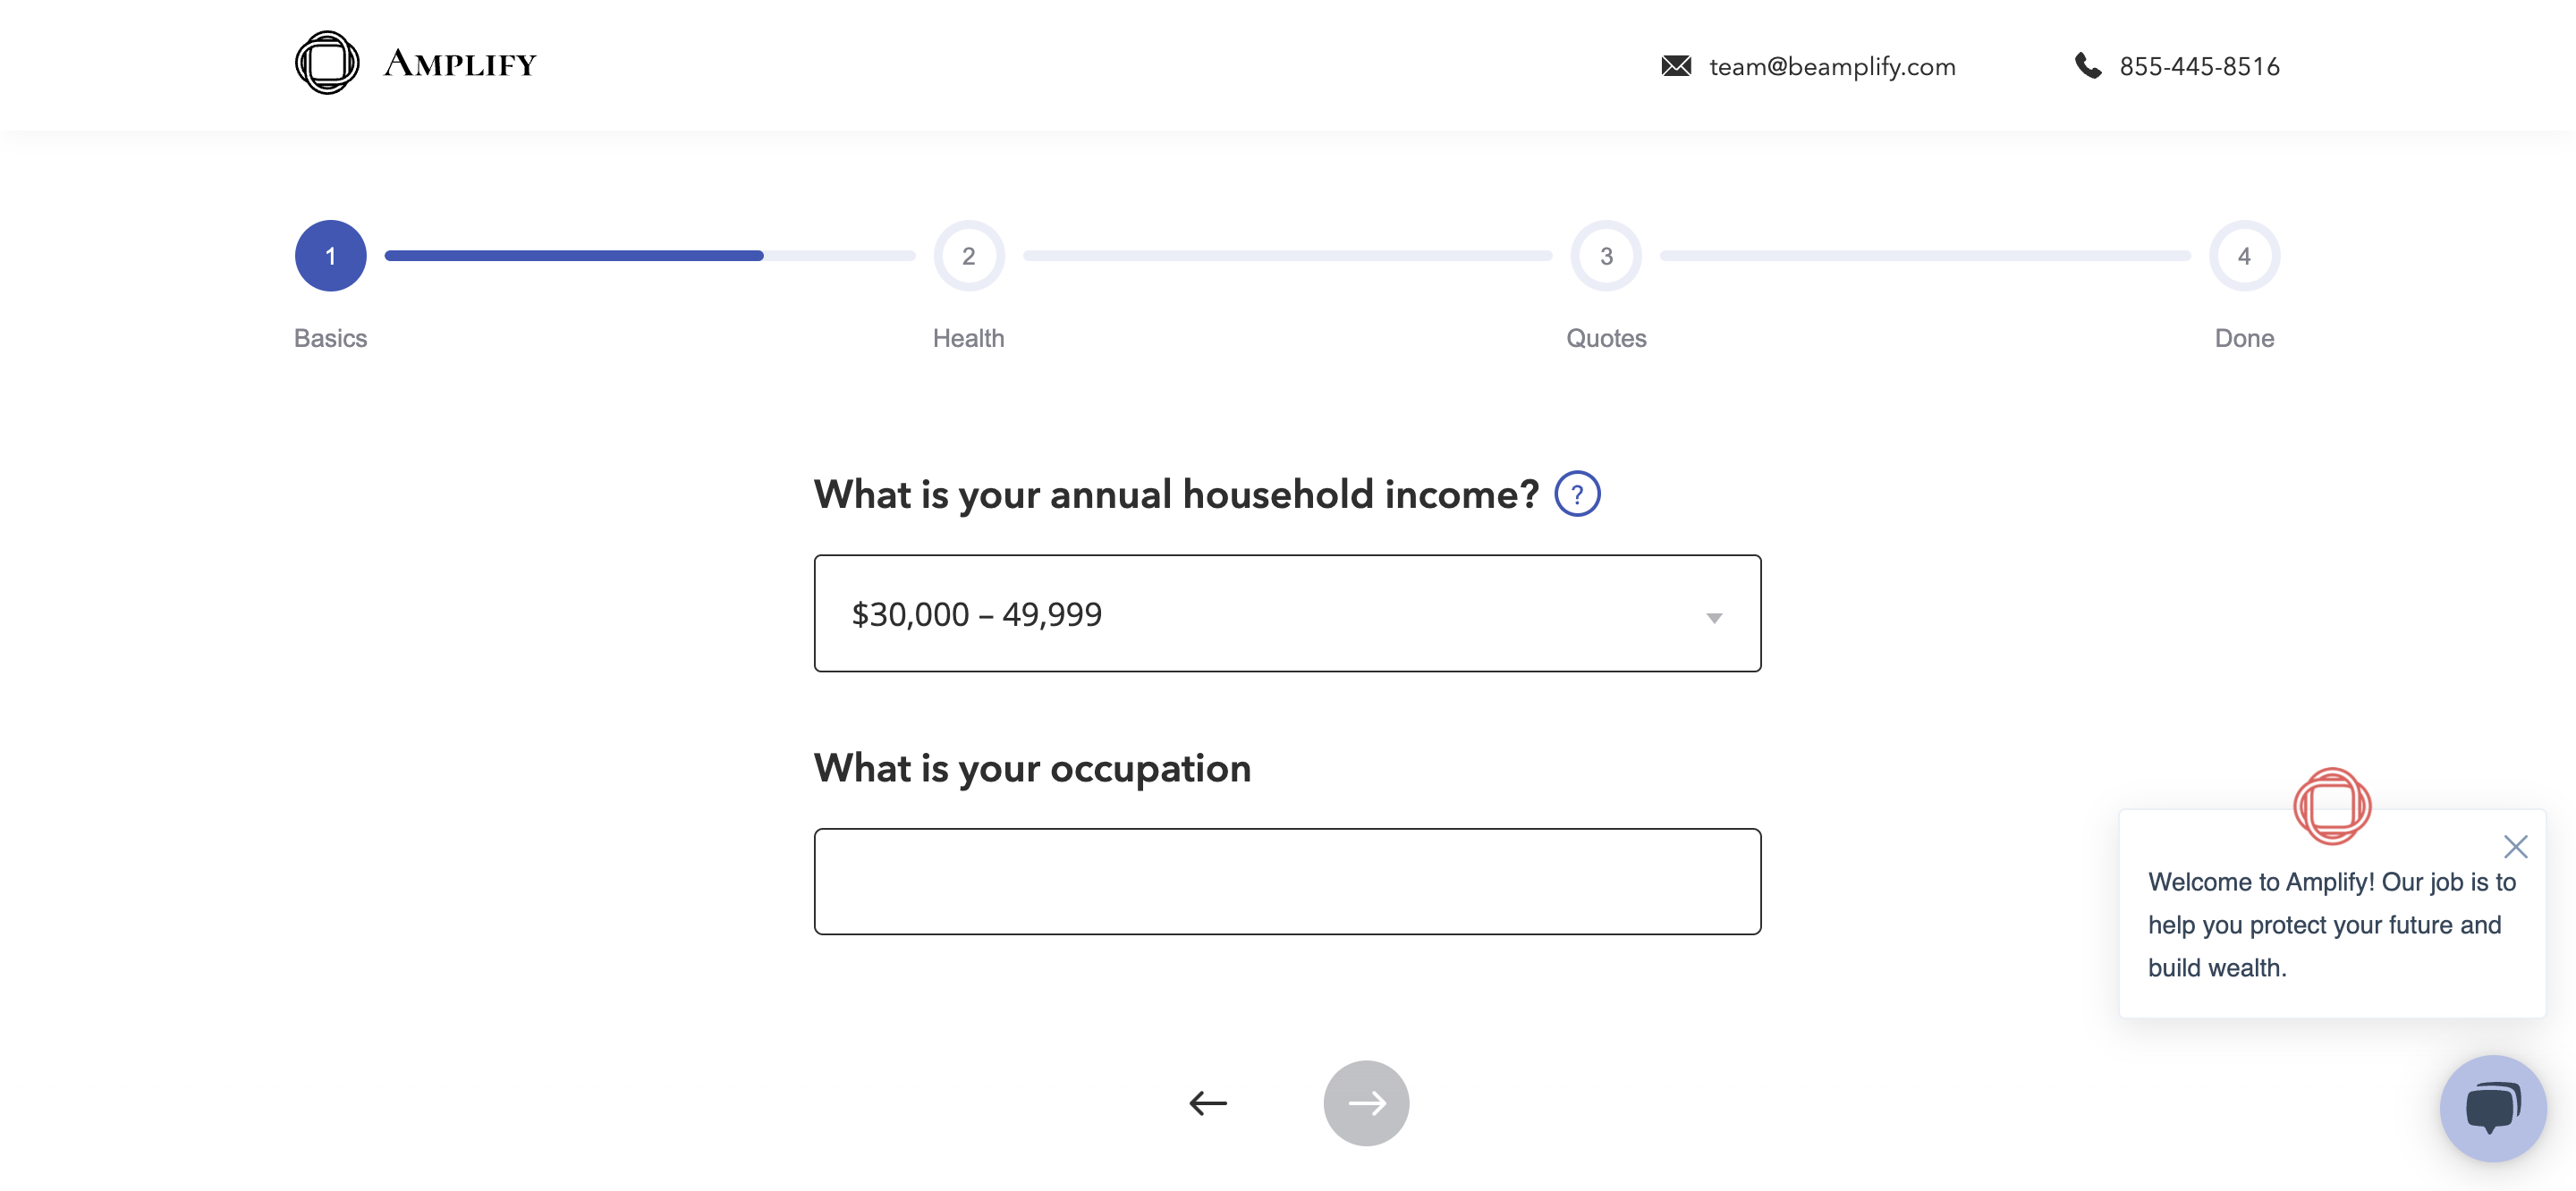 AMPLIFY
team@beamplify.com
855-445-8516
1
2
3
4
Basics
Health
Quotes
Done
What is your annual household income? ?
$30,000 – 49,999
What is your occupation
Welcome to Amplify! Our job is to
help you protect your future and
build wealth.